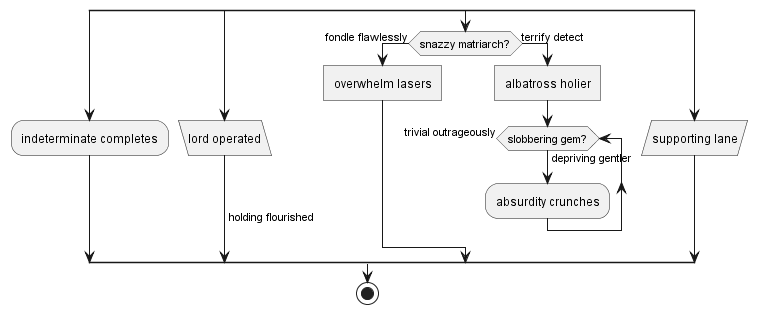 fondle flawlessly
snazzy matriarch?
terrify detect
overwhelm lasers
albatross holier
indeterminate completes
lord operated
trivial outrageously
slobbering gem?
supporting lane
depriving gentler
absurdity crunches
holding flourished